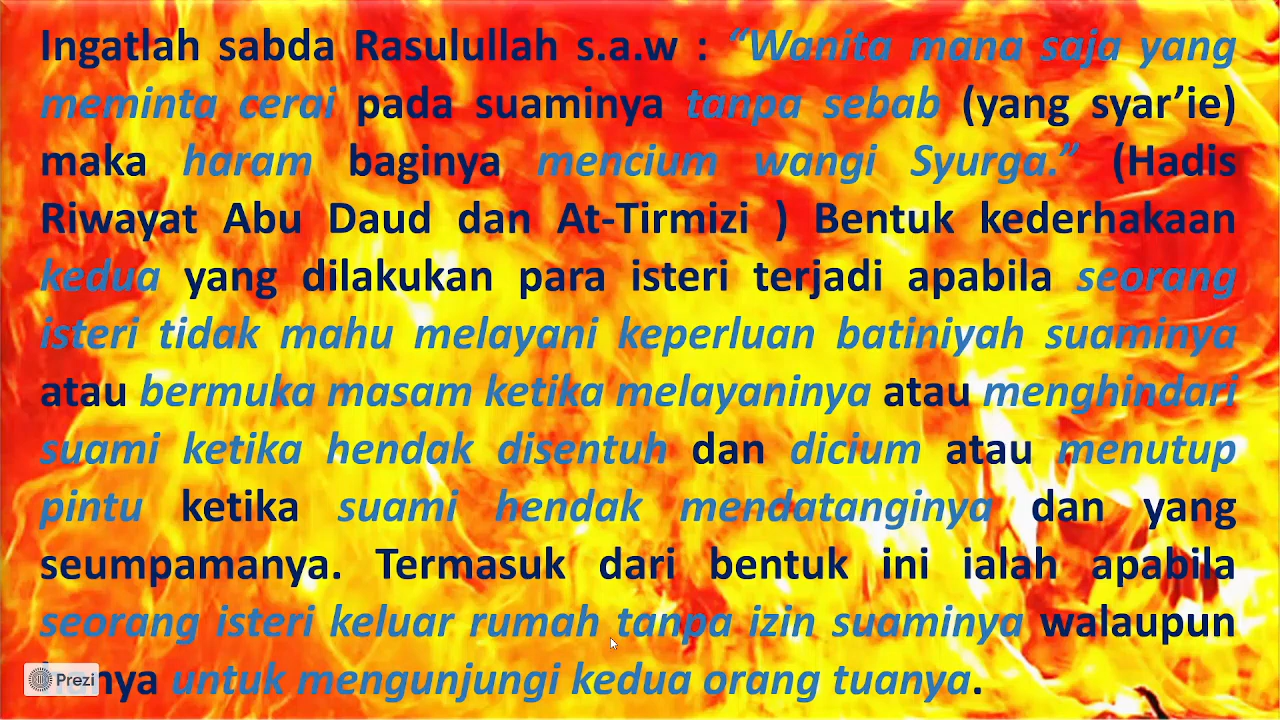 Ingatlah sabda Rasulullah s.a.w : “Wanita mana saja yang
meminta cerai pada suaminya tanpa sebab (yang syar’ie)
maka haram baginya mencium wangi Syurga.” (Hadis
Riwayat Abu Daud dan At-Tirmizi ) Bentuk kederhakaan
kedua yang dilakukan para isteri terjadi apabila seorang
isteri tidak mahu melayani keperluan batiniyah suaminya
atau bermuka masam ketika melayaninya atau menghindari
suami ketika hendak disentuh dan dicium atau menutup
pintu ketika suami hendak mendatanginya dan yang
seumpamanya. Termasuk dari bentuk ini ialah apabila
seorang isteri keluar rumah tanpa izin suaminya walaupun
untuk mengunjungi kedua orang tuanya.
Prezi